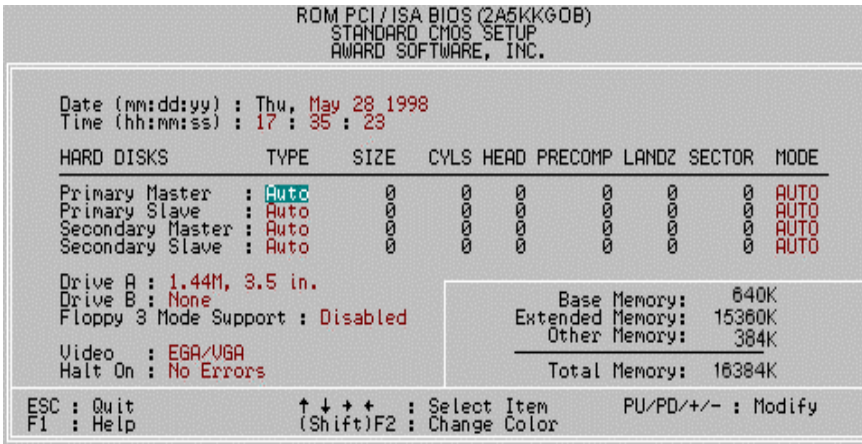 ROM PCI / ISA BIOS (2A5KKGOB)
STANDARD CMOS SETUP
AWARD SOFTWARE, INC.
Date (mm:dd:yy) : Thu, May 28 1998
Time (hh:mm:ss) : 17 : 35 : 23
HARD DISKS TYPE SIZE CYLS HEAD PRECOMP LANDZ SECTOR MODE
Primary Master : Auto 0 0 0 0 0 0 AUTO
Primary Slave : Auto 0 0 0 0 0 0 AUTO
Secondary Master : Auto 0 0 0 0 0 0 AUTO
Secondary Slave : Auto 0 0 0 0 0 0 AUTO
Drive A : 1.44M, 3.5 in.
Drive B : None
Floppy 3 Mode Support : Disabled
Video : EGA/VGA
Halt On : No Errors
Base Memory: 640K
Extended Memory: 15360K
Other Memory: 384K
Total Memory: 16384K
ESC : Quit ↑ ↓ → ← : Select Item PU/PD/+/- : Modify
F1 : Help (Shift)F2 : Change Color